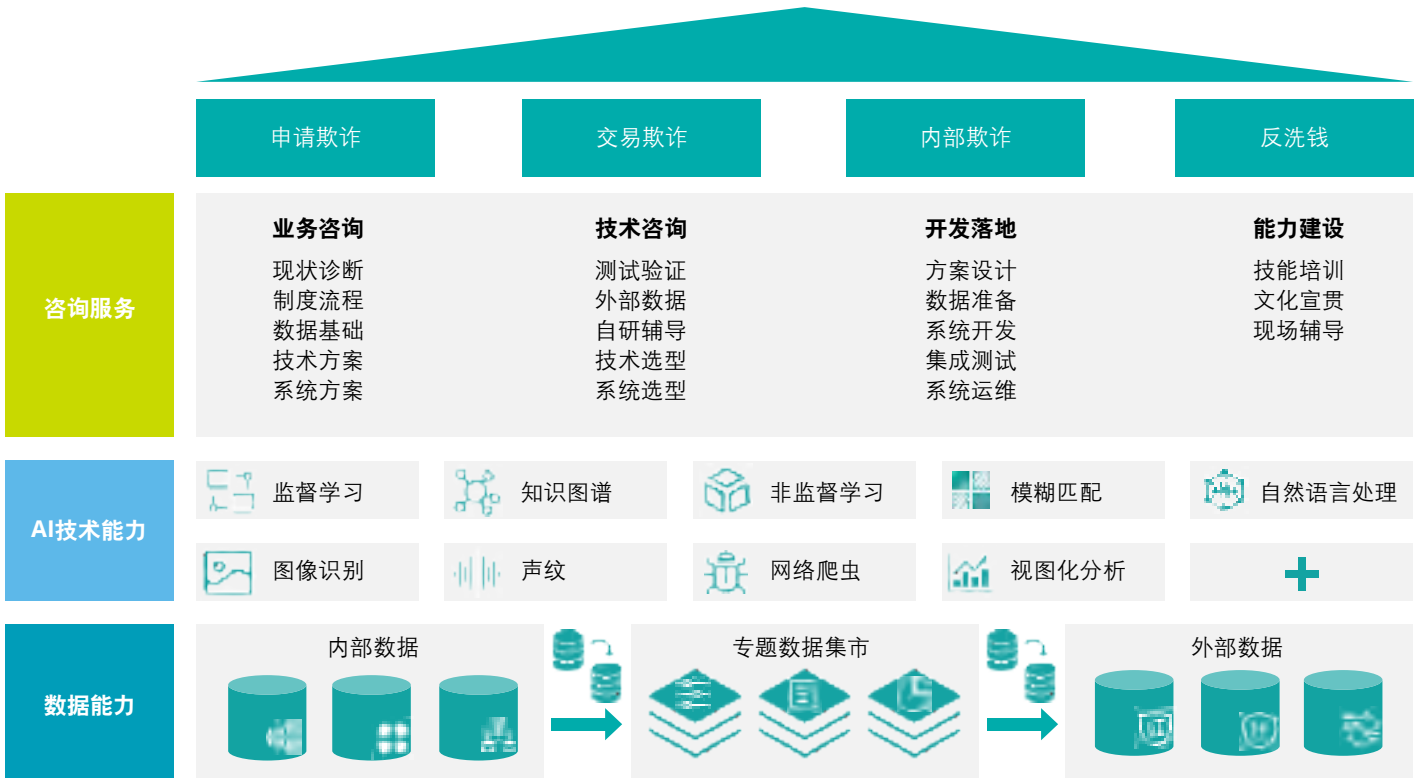 申请欺诈
交易欺诈
内部欺诈
反洗钱
咨询服务
业务咨询
现状诊断
制度流程
数据基础
技术方案
系统方案
技术咨询
测试验证
外部数据
自研辅导
技术选型
系统选型
开发落地
方案设计
数据准备
系统开发
集成测试
系统运维
能力建设
技能培训
文化宣贯
现场辅导
AI技术能力
监督学习
知识图谱
非监督学习
模糊匹配
自然语言处理
图像识别
声纹
网络爬虫
视图化分析
数据能力
内部数据
专题数据集市
外部数据